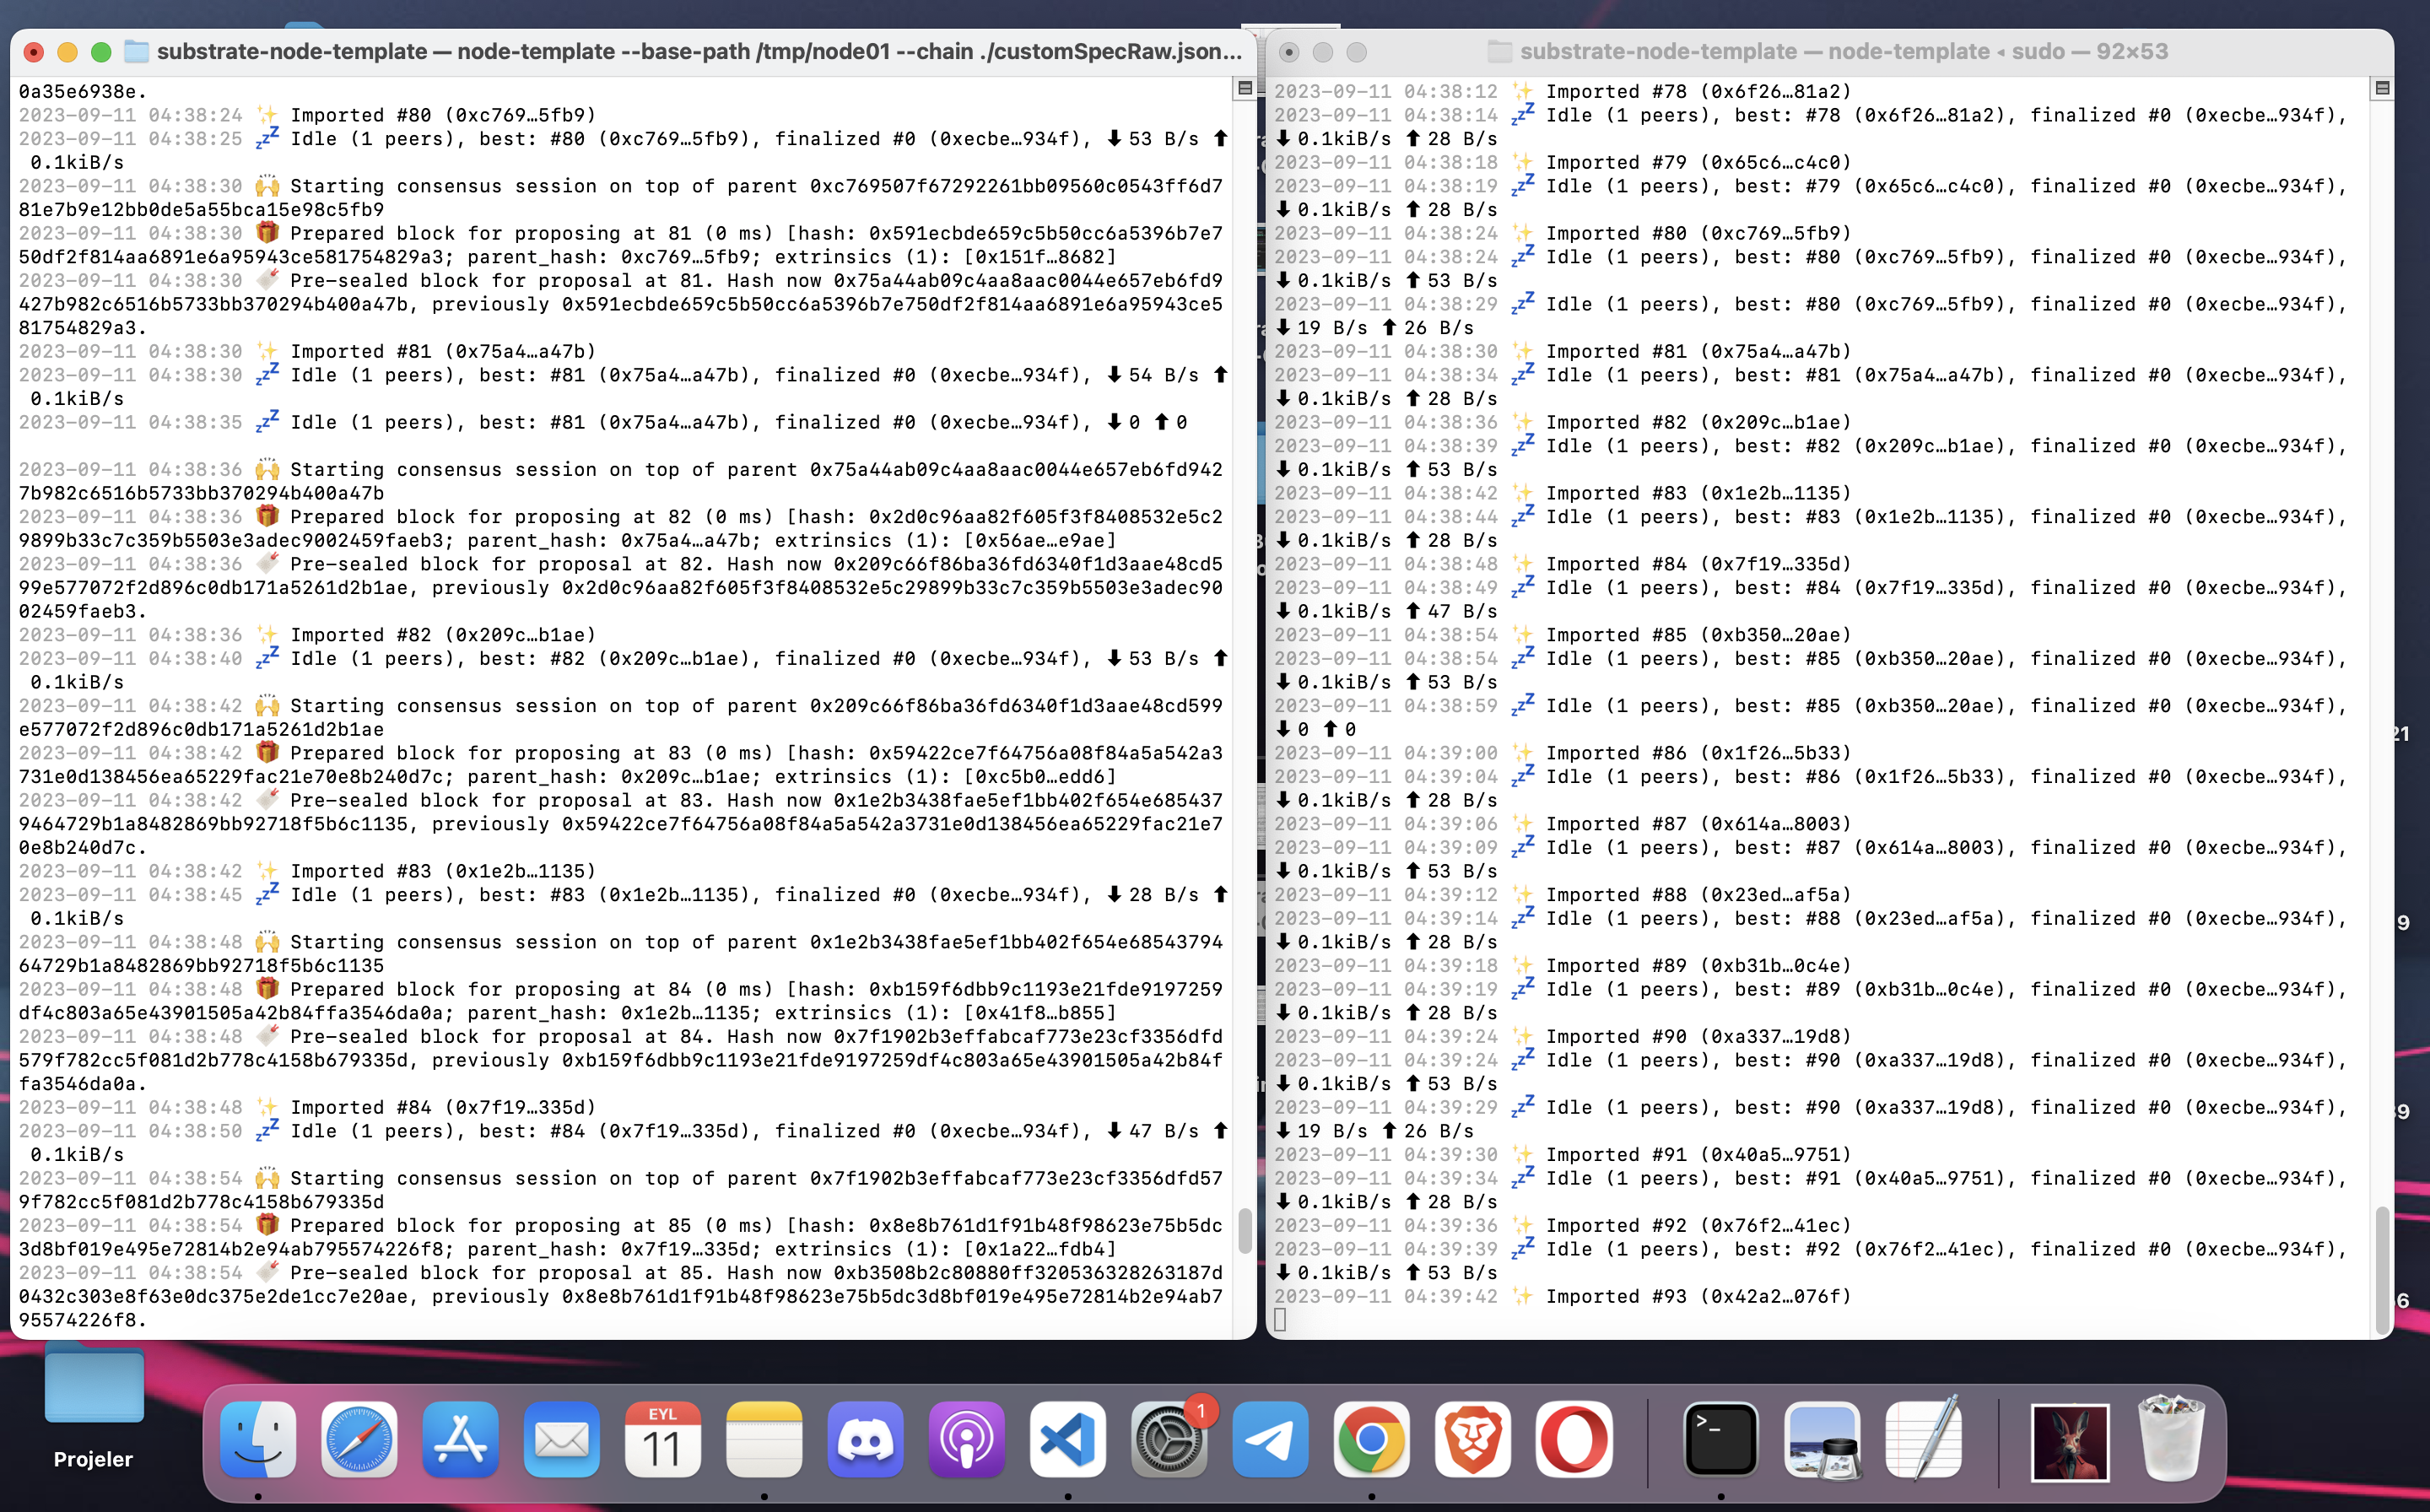 substrate-node-template — node-template --base-path /tmp/node01 --chain ./customSpecRaw.json...
0a35e6938e.
2023-09-11 04:38:24 ✨ Imported #80 (0xc769…5fb9)
2023-09-11 04:38:25 💤 Idle (1 peers), best: #80 (0xc769…5fb9), finalized #0 (0xecbe…934f), ⬇ 53 B/s ⬆
0.1kiB/s
2023-09-11 04:38:30 🙌 Starting consensus session on top of parent 0xc769507f67292261bb09560c0543ff6d7
81e7b9e12bb0de5a55bca15e98c5fb9
2023-09-11 04:38:30 🎁 Prepared block for proposing at 81 (0 ms) [hash: 0x591ecbde659c5b50cc6a5396b7e7
50df2f814aa6891e6a95943ce581754829a3; parent_hash: 0xc769…5fb9; extrinsics (1): [0x151f…8682]
2023-09-11 04:38:30 🔖 Pre-sealed block for proposal at 81. Hash now 0x75a44ab09c4aa8aac0044e657eb6fd9
427b982c6516b5733bb370294b400a47b, previously 0x591ecbde659c5b50cc6a5396b7e750df2f814aa6891e6a95943ce5
81754829a3.
2023-09-11 04:38:30 ✨ Imported #81 (0x75a4…a47b)
2023-09-11 04:38:30 💤 Idle (1 peers), best: #81 (0x75a4…a47b), finalized #0 (0xecbe…934f), ⬇ 54 B/s ⬆
0.1kiB/s
2023-09-11 04:38:35 💤 Idle (1 peers), best: #81 (0x75a4…a47b), finalized #0 (0xecbe…934f), ⬇ 0 ⬆ 0
2023-09-11 04:38:36 🙌 Starting consensus session on top of parent 0x75a44ab09c4aa8aac0044e657eb6fd942
7b982c6516b5733bb370294b400a47b
2023-09-11 04:38:36 🎁 Prepared block for proposing at 82 (0 ms) [hash: 0x2d0c96aa82f605f3f8408532e5c2
9899b33c7c359b5503e3adec9002459faeb3; parent_hash: 0x75a4…a47b; extrinsics (1): [0x56ae…e9ae]
2023-09-11 04:38:36 🔖 Pre-sealed block for proposal at 82. Hash now 0x209c66f86ba36fd6340f1d3aae48cd5
99e577072f2d896c0db171a5261d2b1ae, previously 0x2d0c96aa82f605f3f8408532e5c29899b33c7c359b5503e3adec90
02459faeb3.
2023-09-11 04:38:36 ✨ Imported #82 (0x209c…b1ae)
2023-09-11 04:38:40 💤 Idle (1 peers), best: #82 (0x209c…b1ae), finalized #0 (0xecbe…934f), ⬇ 53 B/s ⬆
0.1kiB/s
2023-09-11 04:38:42 🙌 Starting consensus session on top of parent 0x209c66f86ba36fd6340f1d3aae48cd599
e577072f2d896c0db171a5261d2b1ae
2023-09-11 04:38:42 🎁 Prepared block for proposing at 83 (0 ms) [hash: 0x59422ce7f64756a08f84a5a542a3
731e0d138456ea65229fac21e70e8b240d7c; parent_hash: 0x209c…b1ae; extrinsics (1): [0xc5b0…edd6]
2023-09-11 04:38:42 🔖 Pre-sealed block for proposal at 83. Hash now 0x1e2b3438fae5ef1bb402f654e685437
9464729b1a8482869bb92718f5b6c1135, previously 0x59422ce7f64756a08f84a5a542a3731e0d138456ea65229fac21e7
0e8b240d7c.
2023-09-11 04:38:42 ✨ Imported #83 (0x1e2b…1135)
2023-09-11 04:38:45 💤 Idle (1 peers), best: #83 (0x1e2b…1135), finalized #0 (0xecbe…934f), ⬇ 28 B/s ⬆
0.1kiB/s
2023-09-11 04:38:48 🙌 Starting consensus session on top of parent 0x1e2b3438fae5ef1bb402f654e68543794
64729b1a8482869bb92718f5b6c1135
2023-09-11 04:38:48 🎁 Prepared block for proposing at 84 (0 ms) [hash: 0xb159f6dbb9c1193e21fde9197259
df4c803a65e43901505a42b84ffa3546da0a; parent_hash: 0x1e2b…1135; extrinsics (1): [0x41f8…b855]
2023-09-11 04:38:48 🔖 Pre-sealed block for proposal at 84. Hash now 0x7f1902b3effabcaf773e23cf3356dfd
579f782cc5f081d2b778c4158b679335d, previously 0xb159f6dbb9c1193e21fde9197259df4c803a65e43901505a42b84f
fa3546da0a.
2023-09-11 04:38:48 ✨ Imported #84 (0x7f19…335d)
2023-09-11 04:38:50 💤 Idle (1 peers), best: #84 (0x7f19…335d), finalized #0 (0xecbe…934f), ⬇ 47 B/s ⬆
0.1kiB/s
2023-09-11 04:38:54 🙌 Starting consensus session on top of parent 0x7f1902b3effabcaf773e23cf3356dfd57
9f782cc5f081d2b778c4158b679335d
2023-09-11 04:38:54 🎁 Prepared block for proposing at 85 (0 ms) [hash: 0x8e8b761d1f91b48f98623e75b5dc
3d8bf019e495e72814b2e94ab795574226f8; parent_hash: 0x7f19…335d; extrinsics (1): [0x1a22…fdb4]
2023-09-11 04:38:54 🔖 Pre-sealed block for proposal at 85. Hash now 0xb3508b2c80880ff320536328263187d
0432c303e8f63e0dc375e2de1cc7e20ae, previously 0x8e8b761d1f91b48f98623e75b5dc3d8bf019e495e72814b2e94ab7
95574226f8.
substrate-node-template — node-template ◂ sudo — 92×53
2023-09-11 04:38:12 ✨ Imported #78 (0x6f26…81a2)
2023-09-11 04:38:14 💤 Idle (1 peers), best: #78 (0x6f26…81a2), finalized #0 (0xecbe…934f),
⬇ 0.1kiB/s ⬆ 28 B/s
2023-09-11 04:38:18 ✨ Imported #79 (0x65c6…c4c0)
2023-09-11 04:38:19 💤 Idle (1 peers), best: #79 (0x65c6…c4c0), finalized #0 (0xecbe…934f),
⬇ 0.1kiB/s ⬆ 28 B/s
2023-09-11 04:38:24 ✨ Imported #80 (0xc769…5fb9)
2023-09-11 04:38:24 💤 Idle (1 peers), best: #80 (0xc769…5fb9), finalized #0 (0xecbe…934f),
⬇ 0.1kiB/s ⬆ 53 B/s
2023-09-11 04:38:29 💤 Idle (1 peers), best: #80 (0xc769…5fb9), finalized #0 (0xecbe…934f),
⬇ 19 B/s ⬆ 26 B/s
2023-09-11 04:38:30 ✨ Imported #81 (0x75a4…a47b)
2023-09-11 04:38:34 💤 Idle (1 peers), best: #81 (0x75a4…a47b), finalized #0 (0xecbe…934f),
⬇ 0.1kiB/s ⬆ 28 B/s
2023-09-11 04:38:36 ✨ Imported #82 (0x209c…b1ae)
2023-09-11 04:38:39 💤 Idle (1 peers), best: #82 (0x209c…b1ae), finalized #0 (0xecbe…934f),
⬇ 0.1kiB/s ⬆ 53 B/s
2023-09-11 04:38:42 ✨ Imported #83 (0x1e2b…1135)
2023-09-11 04:38:44 💤 Idle (1 peers), best: #83 (0x1e2b…1135), finalized #0 (0xecbe…934f),
⬇ 0.1kiB/s ⬆ 28 B/s
2023-09-11 04:38:48 ✨ Imported #84 (0x7f19…335d)
2023-09-11 04:38:49 💤 Idle (1 peers), best: #84 (0x7f19…335d), finalized #0 (0xecbe…934f),
⬇ 0.1kiB/s ⬆ 47 B/s
2023-09-11 04:38:54 ✨ Imported #85 (0xb350…20ae)
2023-09-11 04:38:54 💤 Idle (1 peers), best: #85 (0xb350…20ae), finalized #0 (0xecbe…934f),
⬇ 0.1kiB/s ⬆ 53 B/s
2023-09-11 04:38:59 💤 Idle (1 peers), best: #85 (0xb350…20ae), finalized #0 (0xecbe…934f),
⬇ 0 ⬆ 0
2023-09-11 04:39:00 ✨ Imported #86 (0x1f26…5b33)
2023-09-11 04:39:04 💤 Idle (1 peers), best: #86 (0x1f26…5b33), finalized #0 (0xecbe…934f),
⬇ 0.1kiB/s ⬆ 28 B/s
2023-09-11 04:39:06 ✨ Imported #87 (0x614a…8003)
2023-09-11 04:39:09 💤 Idle (1 peers), best: #87 (0x614a…8003), finalized #0 (0xecbe…934f),
⬇ 0.1kiB/s ⬆ 53 B/s
2023-09-11 04:39:12 ✨ Imported #88 (0x23ed…af5a)
2023-09-11 04:39:14 💤 Idle (1 peers), best: #88 (0x23ed…af5a), finalized #0 (0xecbe…934f),
⬇ 0.1kiB/s ⬆ 28 B/s
2023-09-11 04:39:18 ✨ Imported #89 (0xb31b…0c4e)
2023-09-11 04:39:19 💤 Idle (1 peers), best: #89 (0xb31b…0c4e), finalized #0 (0xecbe…934f),
⬇ 0.1kiB/s ⬆ 28 B/s
2023-09-11 04:39:24 ✨ Imported #90 (0xa337…19d8)
2023-09-11 04:39:24 💤 Idle (1 peers), best: #90 (0xa337…19d8), finalized #0 (0xecbe…934f),
⬇ 0.1kiB/s ⬆ 53 B/s
2023-09-11 04:39:29 💤 Idle (1 peers), best: #90 (0xa337…19d8), finalized #0 (0xecbe…934f),
⬇ 19 B/s ⬆ 26 B/s
2023-09-11 04:39:30 ✨ Imported #91 (0x40a5…9751)
2023-09-11 04:39:34 💤 Idle (1 peers), best: #91 (0x40a5…9751), finalized #0 (0xecbe…934f),
⬇ 0.1kiB/s ⬆ 28 B/s
2023-09-11 04:39:36 ✨ Imported #92 (0x76f2…41ec)
2023-09-11 04:39:39 💤 Idle (1 peers), best: #92 (0x76f2…41ec), finalized #0 (0xecbe…934f),
⬇ 0.1kiB/s ⬆ 53 B/s
2023-09-11 04:39:42 ✨ Imported #93 (0x42a2…076f)
Projeler
EYL
11
1